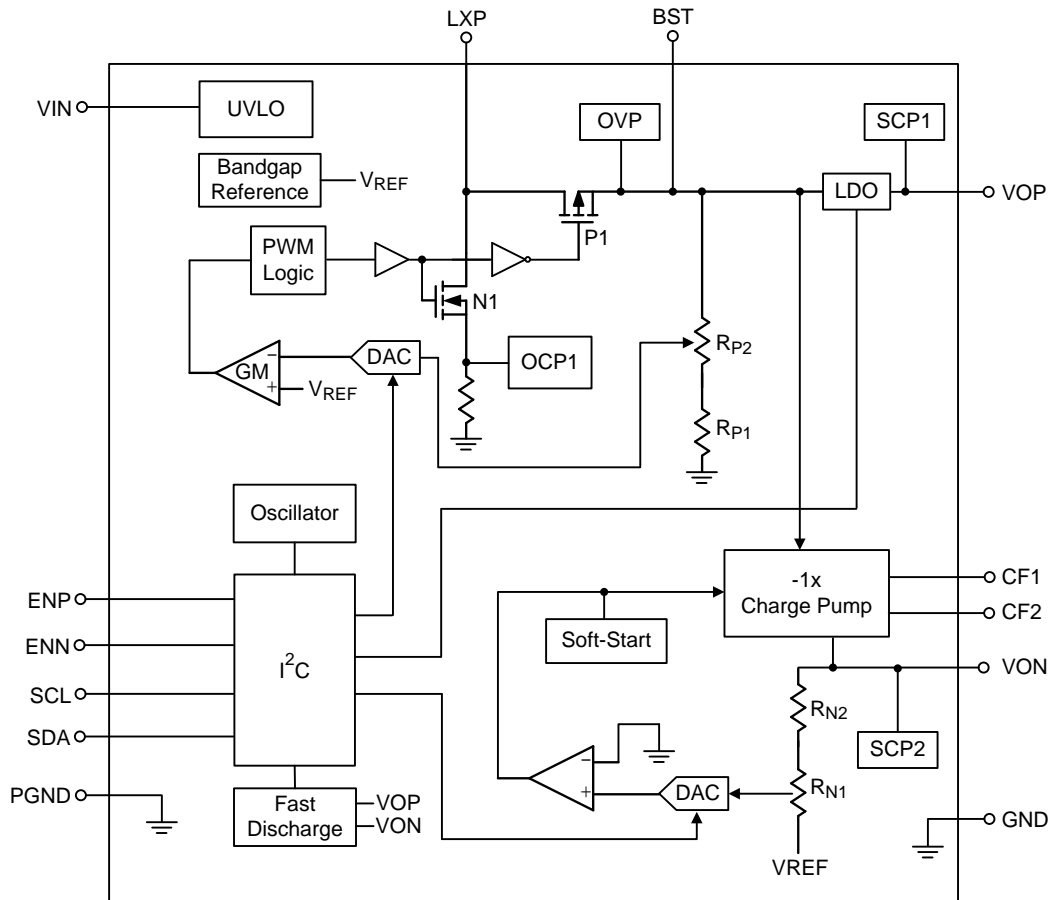 LXP
BST
VIN
UVLO
OVP
SCP1
Bandgap
Reference
VREF
LDO
VOP
P1
PWM
Logic
N1
RP2
DAC
OCP1
GM
−
+
VREF
RP1
Oscillator
-1x
Charge Pump
CF1
CF2
ENP
ENN
SCL
SDA
I2C
Soft-Start
VON
RN2
SCP2
−
+
DAC
RN1
PGND
Fast
Discharge
VOP
VON
GND
VREF